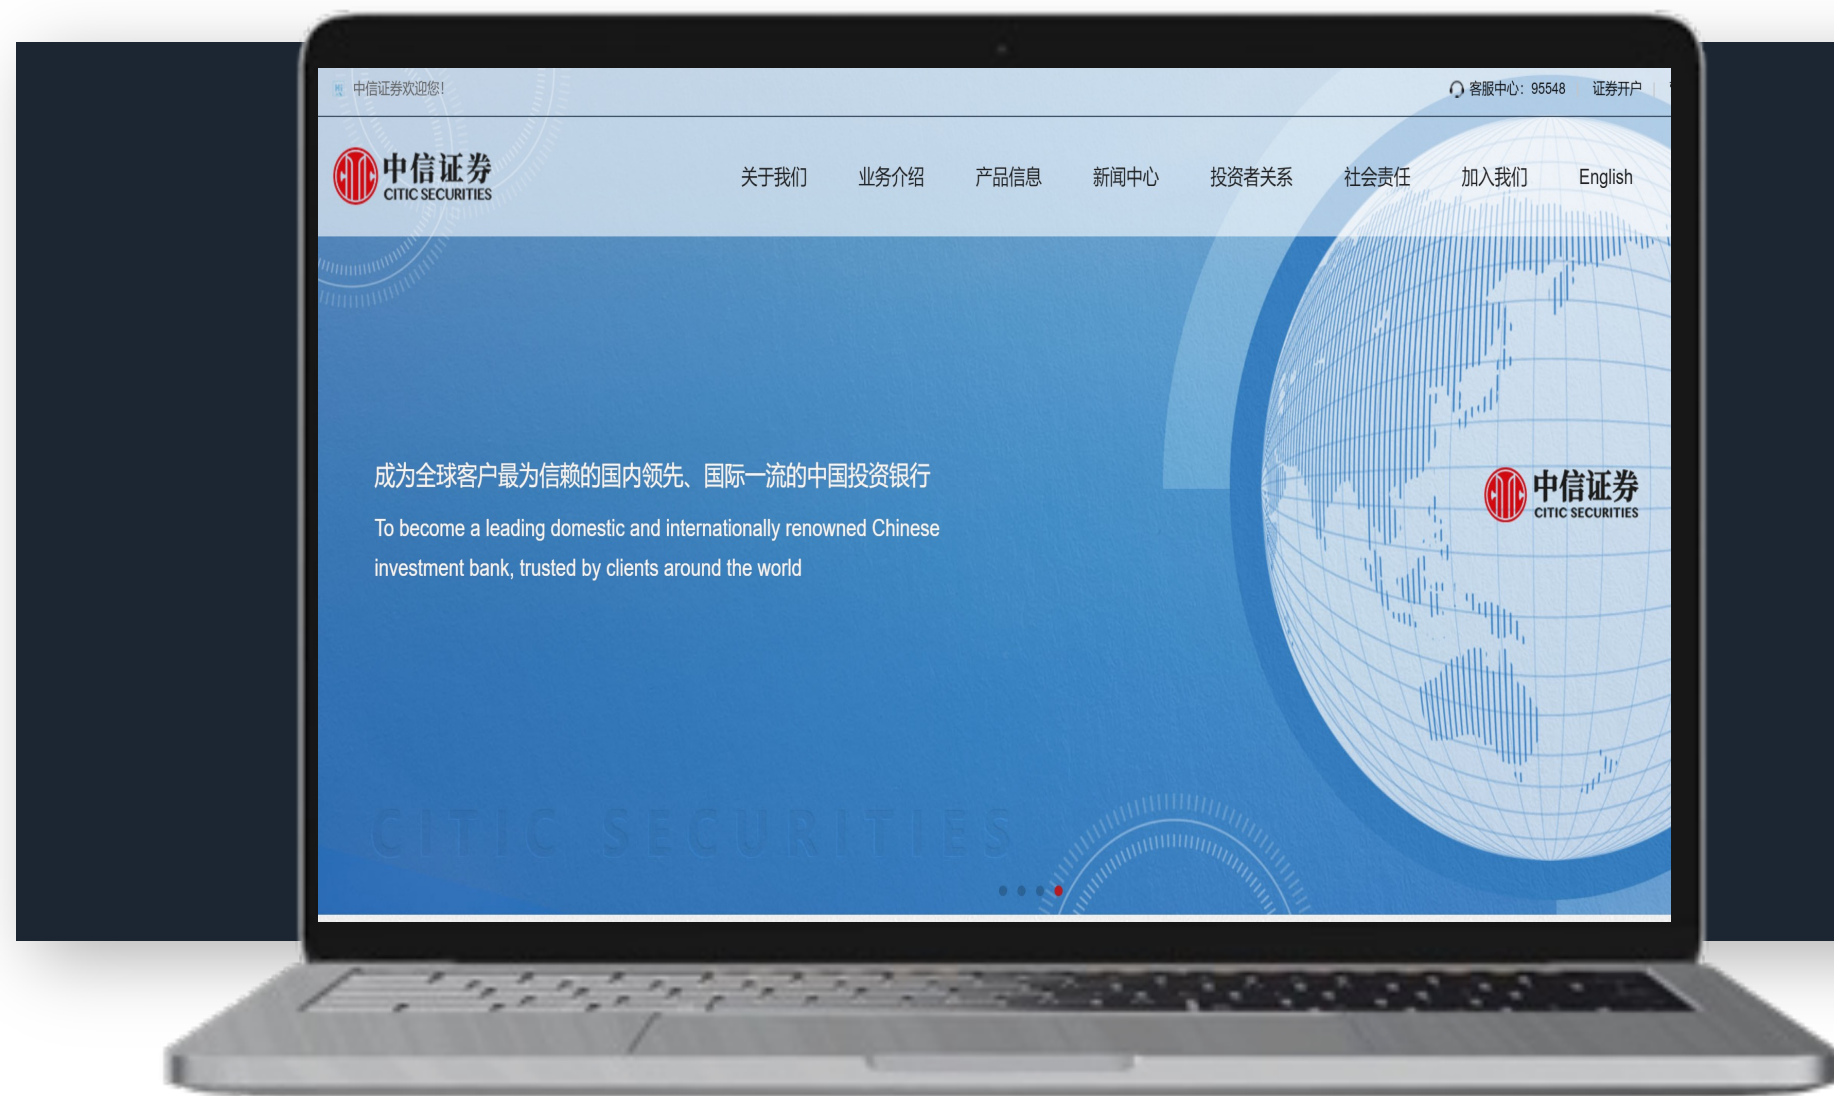 中信证券欢迎您!
客服中心：95548
证券开户
中信证券
CITIC SECURITIES
关于我们
业务介绍
产品信息
新闻中心
投资者关系
社会责任
加入我们
English
成为全球客户最为信赖的国内领先、国际一流的中国投资银行
To become a leading domestic and internationally renowned Chinese
investment bank, trusted by clients around the world
中信证券
CITIC SECURITIES
CITIC SECURITIES